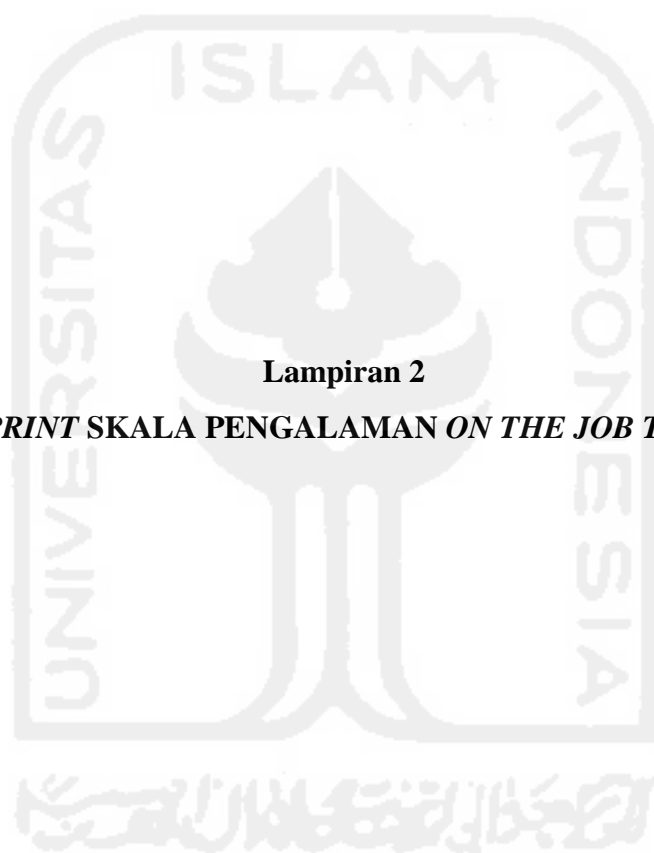 ISLAM
UNIVERSITAS
INDONESIA
Lampiran 2
PRINT SKALA PENGALAMAN ON THE JOB T